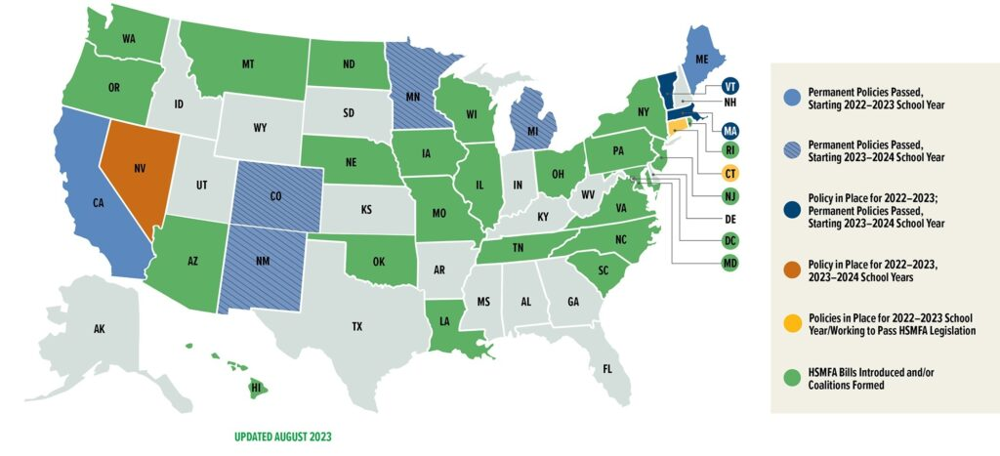 WA
OR
CA
NV
ID
MT
WY
UT
AZ
CO
NM
ND
SD
NE
KS
OK
TX
MN
IA
MO
AR
LA
WI
IL
MI
IN
OH
KY
TN
MS
AL
GA
FL
SC
NC
VA
WV
PA
NY
ME
VT
NH
MA
RI
CT
NJ
DE
DC
MD
AK
HI
UPDATED AUGUST 2023
Permanent Policies Passed,
Starting 2022–2023 School Year
Permanent Policies Passed,
Starting 2023–2024 School Year
Policy in Place for 2022–2023;
Permanent Policies Passed,
Starting 2023–2024 School Year
Policy in Place for 2022–2023,
2023–2024 School Years
Policies in Place for 2022–2023 School
Year/Working to Pass HSMFA Legislation
HSMFA Bills Introduced and/or
Coalitions Formed